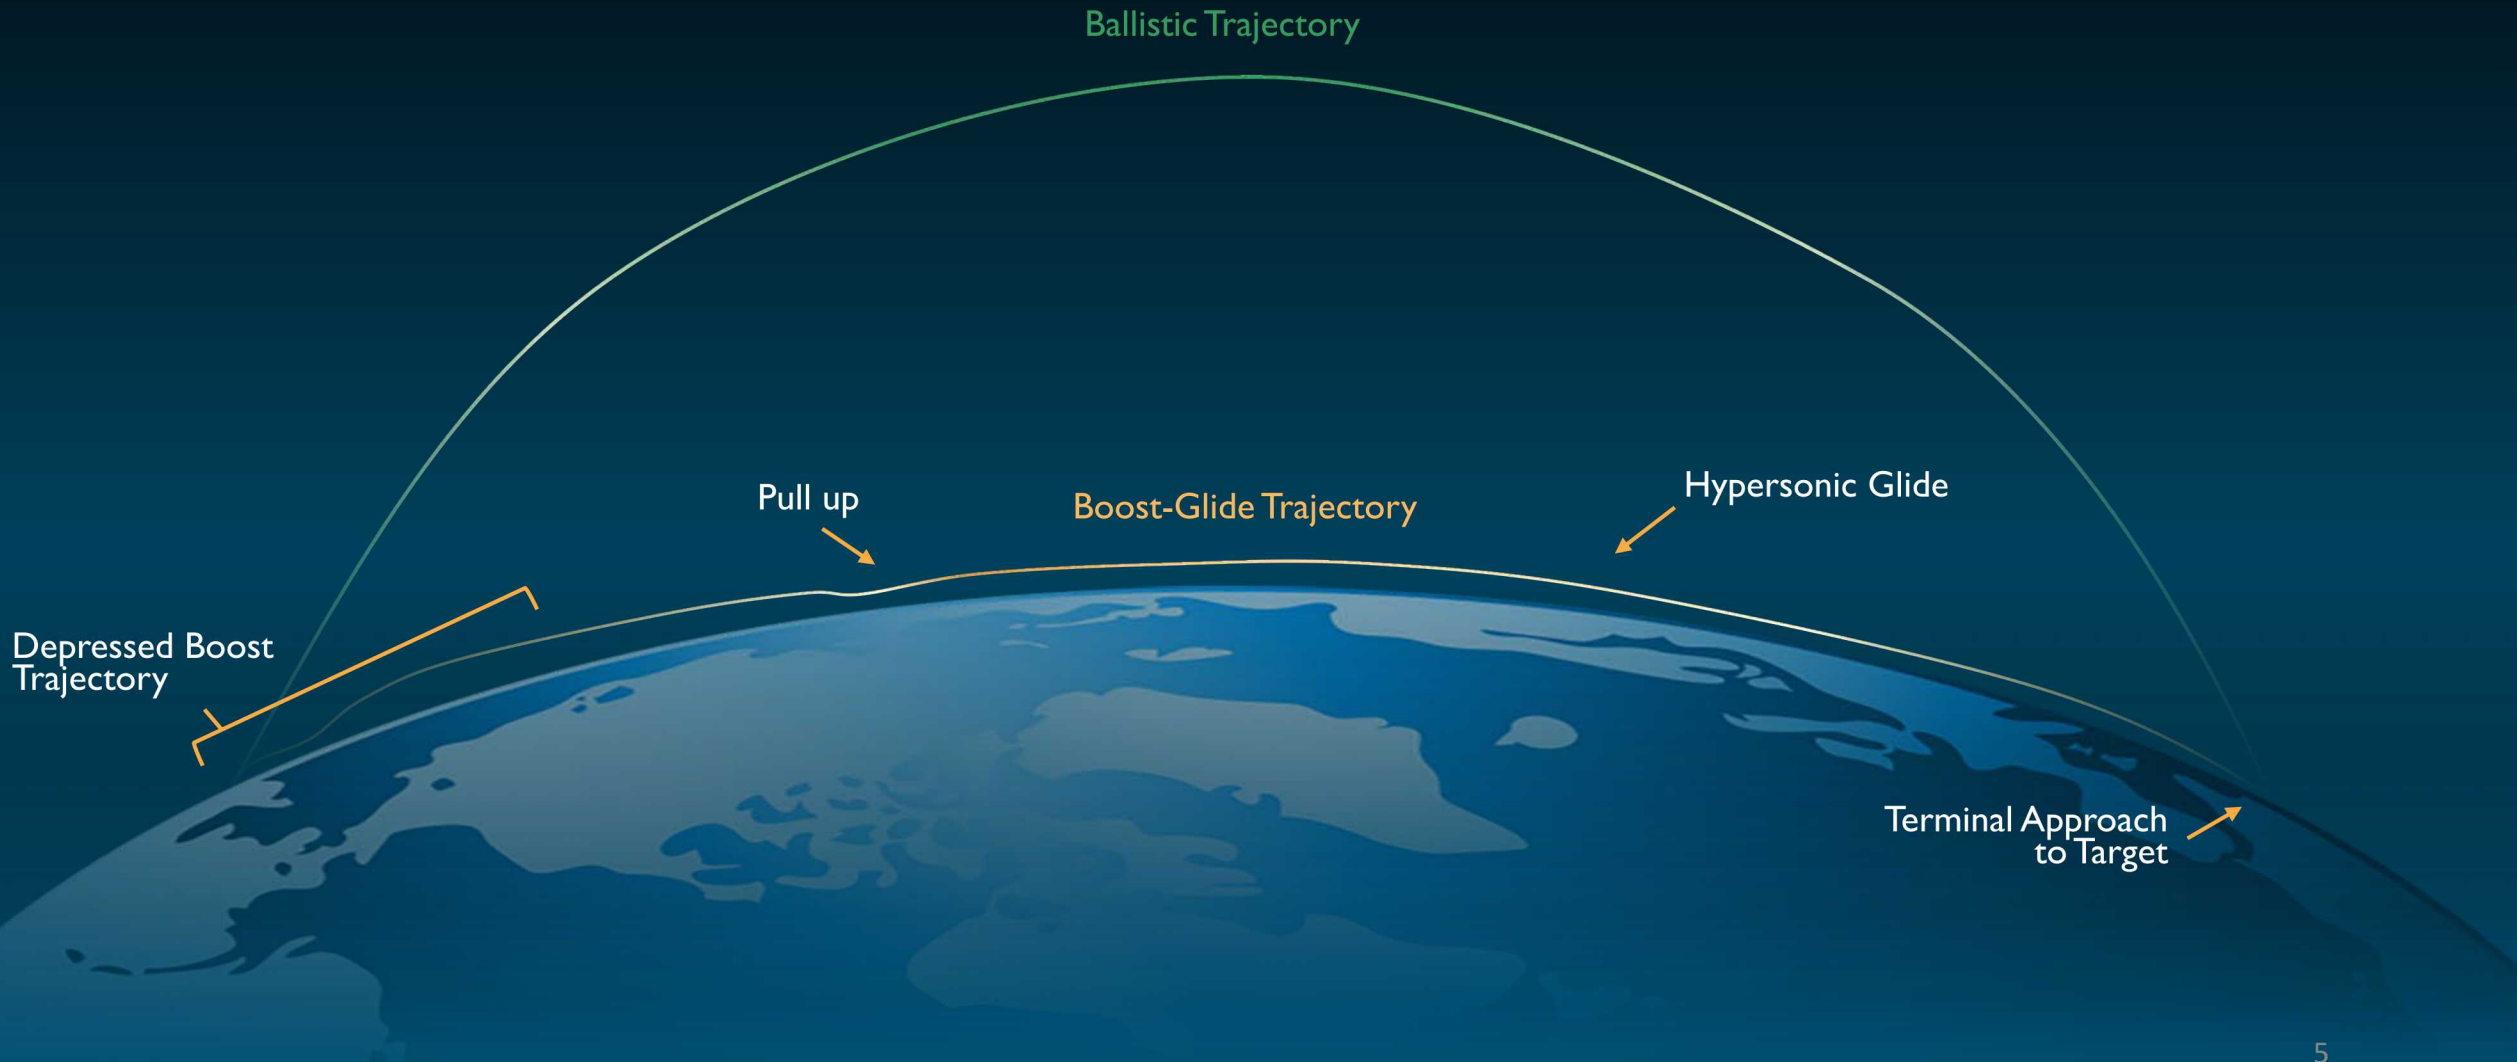 Ballistic Trajectory
Pull up
Boost-Glide Trajectory
Hypersonic Glide
Depressed Boost
Trajectory
Terminal Approach
to Target
5